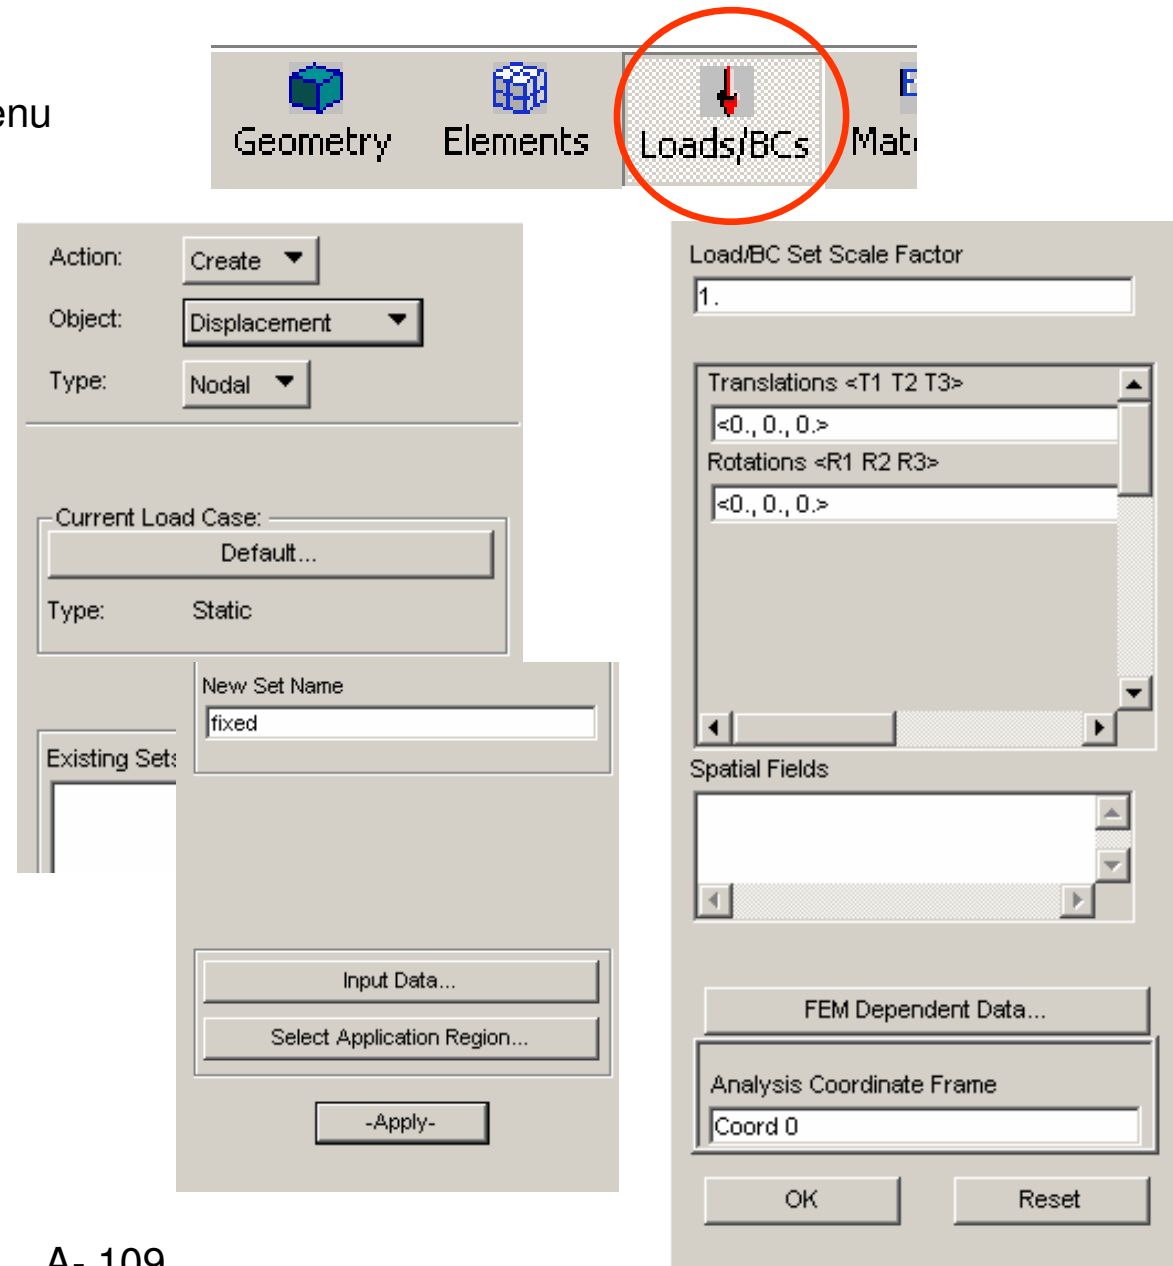 enu
Geometry Elements Loads/BCs
Action: Create
Object: Displacement
Type: Nodal
Current Load Case:
Default...
Type: Static
Existing Sets
New Set Name
fixed
Input Data...
Select Application Region...
-Apply-
Load/BC Set Scale Factor
1.
Translations <T1 T2 T3>
<0., 0., 0.>
Rotations <R1 R2 R3>
<0., 0., 0.>
Spatial Fields
FEM Dependent Data...
Analysis Coordinate Frame
Coord 0
OK Reset
A- 109